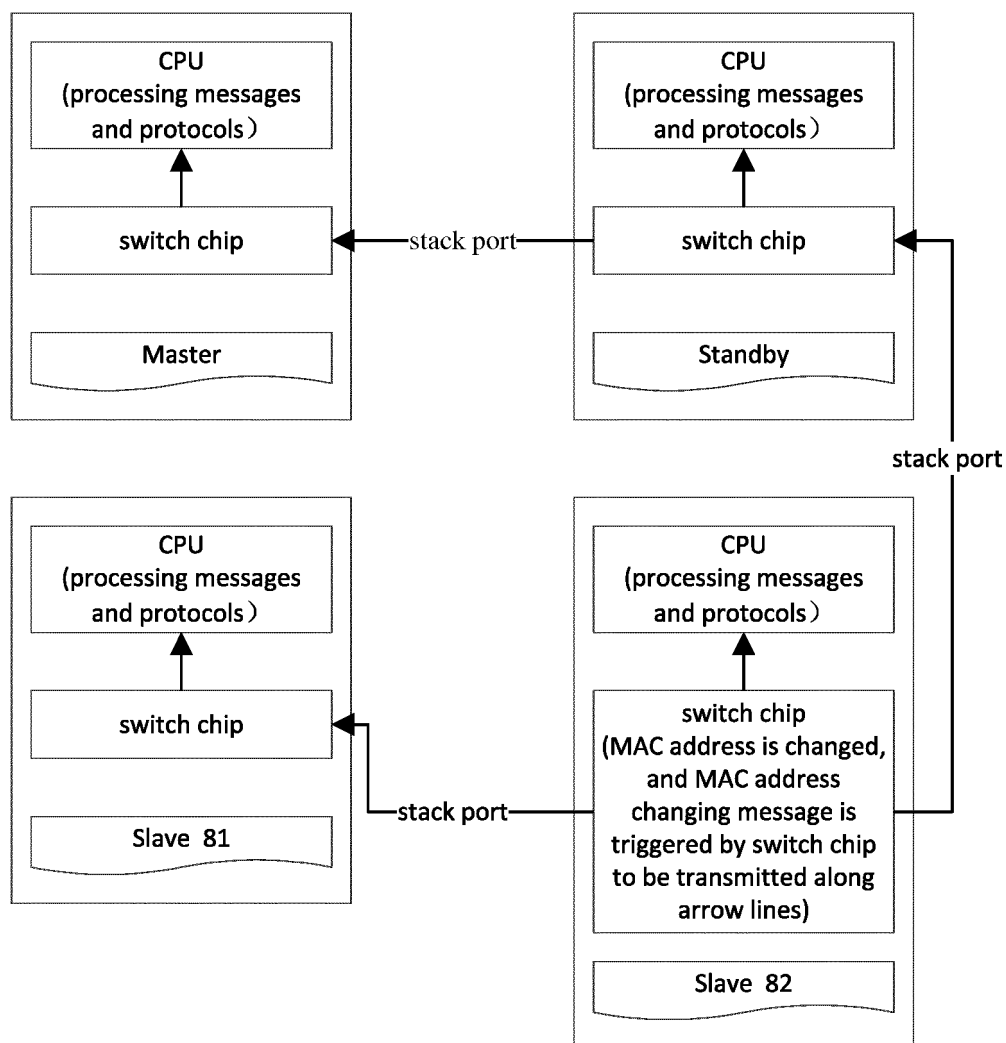 CPU
(processing messages
and protocols）
switch chip
Master
stack port
CPU
(processing messages
and protocols）
switch chip
Standby
stack port
CPU
(processing messages
and protocols）
switch chip
Slave 81
stack port
CPU
(processing messages
and protocols）
switch chip
(MAC address is changed,
and MAC address
changing message is
triggered by switch chip
to be transmitted along
arrow lines)
Slave 82